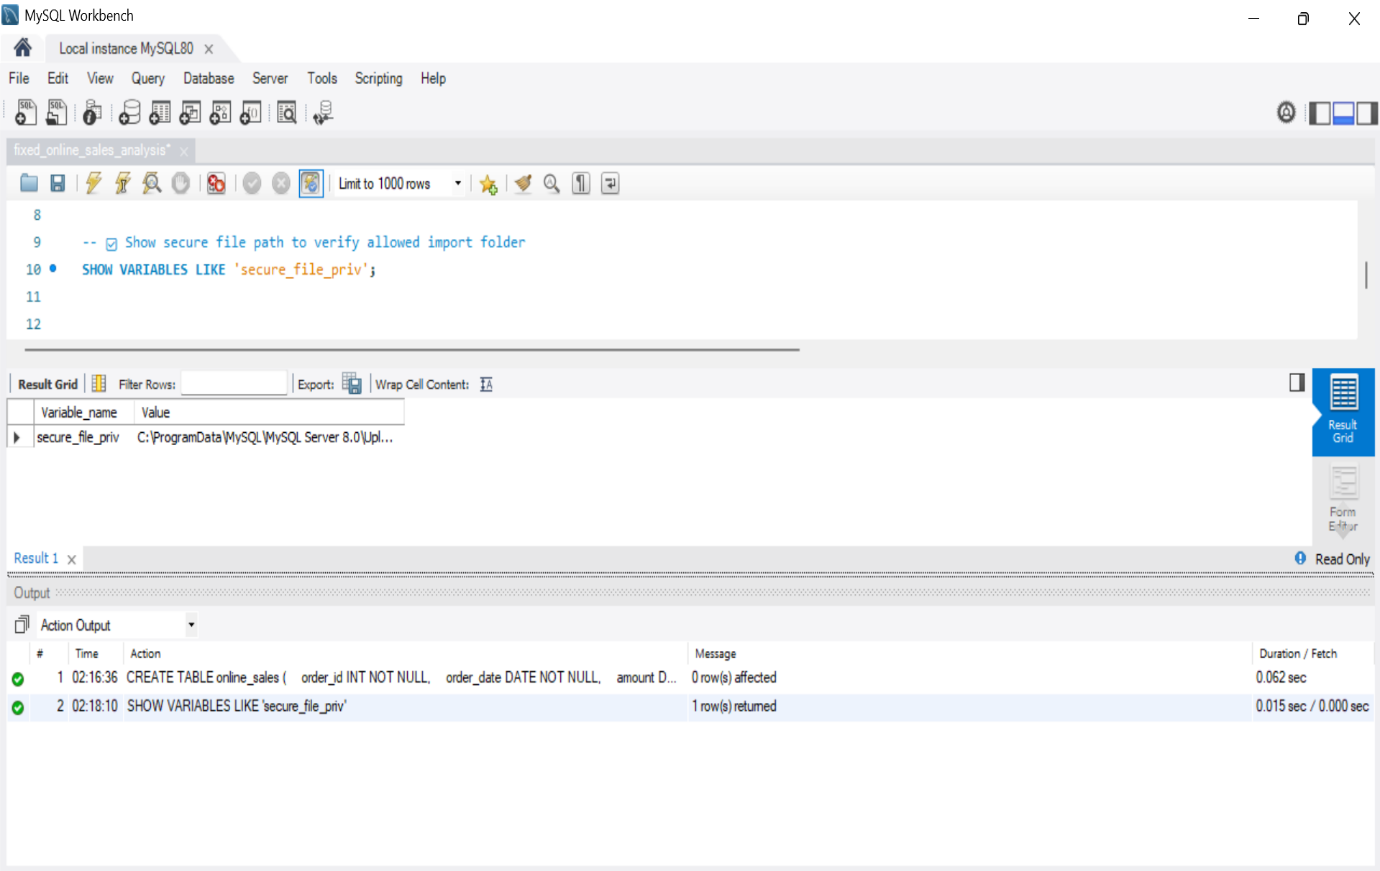 MySQL Workbench
Local instance MySQL80
File Edit View Query Database Server Tools Scripting Help
fixed_online_sales_analysis*
Limit to 1000 rows
8
9 -- ☑ Show secure file path to verify allowed import folder
10 SHOW VARIABLES LIKE 'secure_file_priv';
11
12
Result Grid Filter Rows: Export: Wrap Cell Content:
Variable_name Value
secure_file_priv C:\ProgramData\MySQL\MySQL Server 8.0\Upl...
Result
Grid
Form
Editor
Result 1 Read Only
Output
Action Output
# Time Action Message Duration / Fetch
1 02:16:36 CREATE TABLE online_sales ( order_id INT NOT NULL, order_date DATE NOT NULL, amount D... 0 row(s) affected 0.062 sec
2 02:18:10 SHOW VARIABLES LIKE 'secure_file_priv' 1 row(s) returned 0.015 sec / 0.000 sec